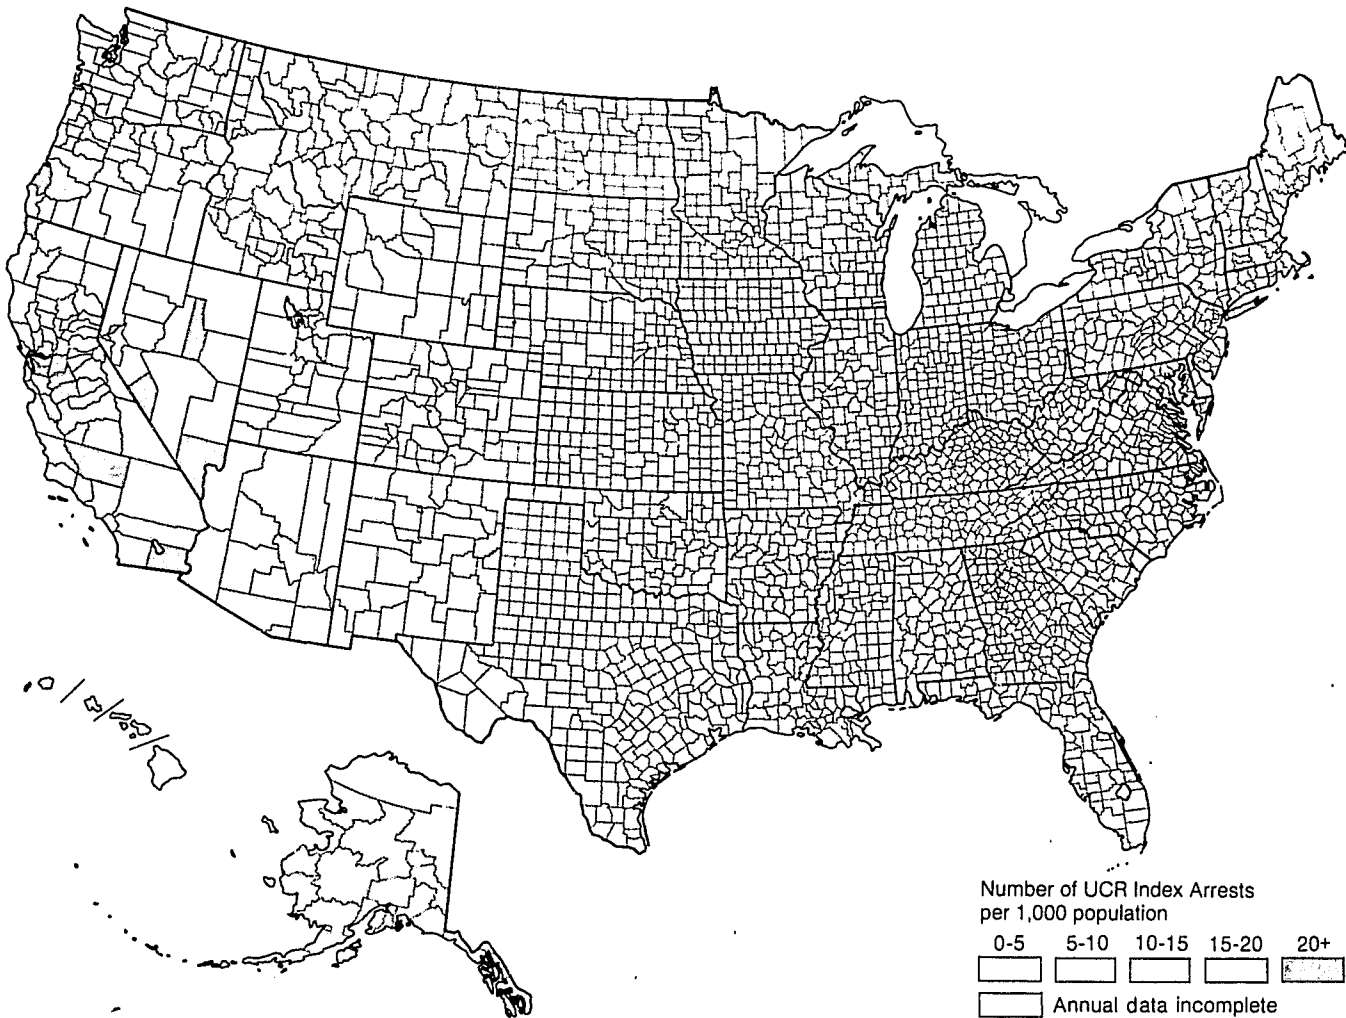 Number of UCR Index Arrests
per 1,000 population
0-5 5-10 10-15 15-20 20+
Annual data incomplete